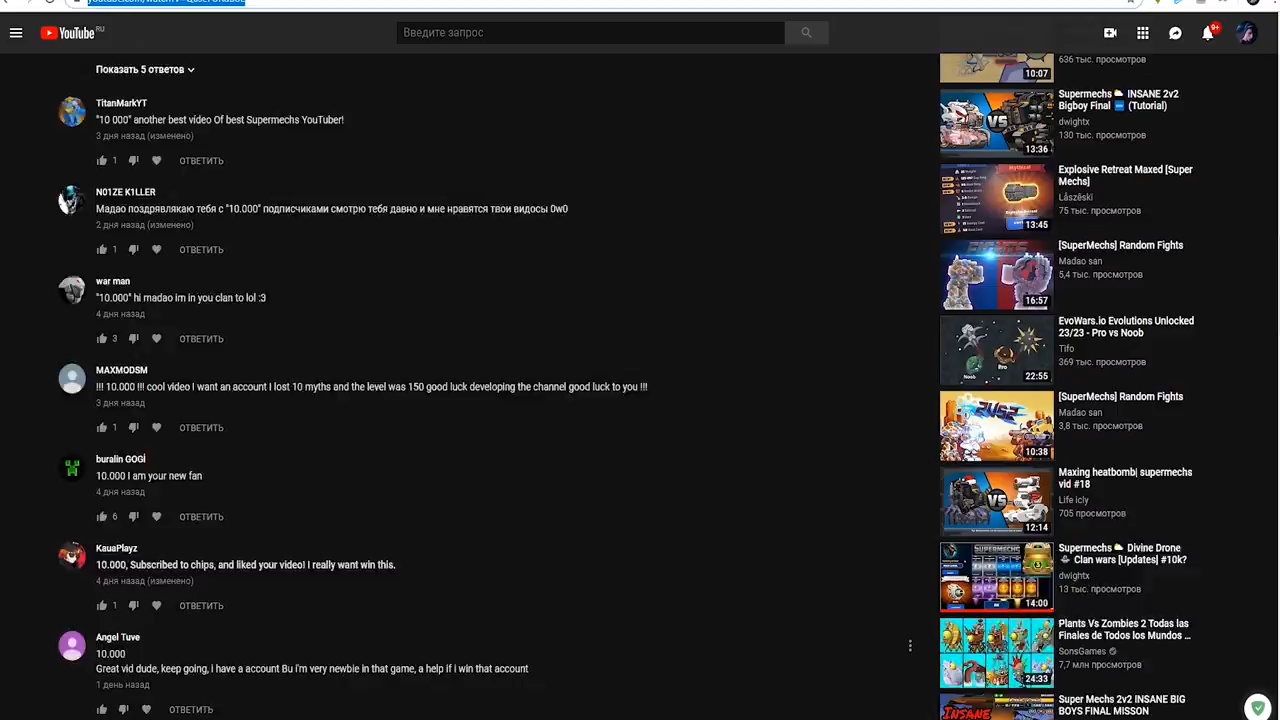 YouTube RU
Введите запрос
9+
Показать 5 ответов
TitanMarkYT
"10 000" another best video Of best Supermechs YouTuber!
3 дня назад (изменено)
1 ОТВЕТИТЬ
N01ZE K1LLER
Мадао поздрявлякаю тебя с "10.000" подписчиками смотрю тебя давно и мне нравятся твои видосы 0w0
2 дня назад (изменено)
1 ОТВЕТИТЬ
war man
"10.000" hi madao im in you clan to lol :3
4 дня назад
3 ОТВЕТИТЬ
MAXMODSM
!!! 10.000 !!! cool video I want an account I lost 10 myths and the level was 150 good luck developing the channel good luck to you !!!
3 дня назад
1 ОТВЕТИТЬ
buralin GOGi
10.000 I am your new fan
4 дня назад
6 ОТВЕТИТЬ
KauaPlayz
10.000, Subscribed to chips, and liked your video! I really want win this.
4 дня назад (изменено)
1 ОТВЕТИТЬ
Angel Tuve
10.000
Great vid dude, keep going, i have a account Bu i'm very newbie in that game, a help if i win that account
1 день назад
ОТВЕТИТЬ
636 тыс. просмотров
10:07
Supermechs INSANE 2v2
Bigboy Final (Tutorial)
dwightx
130 тыс. просмотров
VS
13:36
Explosive Retreat Maxed [Super
Mechs]
Lâszêski
75 тыс. просмотров
13:45
[SuperMechs] Random Fights
Madao san
5,4 тыс. просмотров
16:57
EvoWars.io Evolutions Unlocked
23/23 - Pro vs Noob
Tifo
369 тыс. просмотров
Noob
Pro
22:55
[SuperMechs] Random Fights
Madao san
3,8 тыс. просмотров
10:38
Maxing heatbomb| supermechs
vid #18
Life icly
705 просмотров
VS
12:14
Supermechs Divine Drone
Clan wars [Updates] #10k?
dwightx
13 тыс. просмотров
SUPERMECHS
14:00
Plants Vs Zombies 2 Todas las
Finales de Todos los Mundos ...
SonsGames
7,7 млн просмотров
24:33
Super Mechs 2v2 INSANE BIG
BOYS FINAL MISSON
INSANE